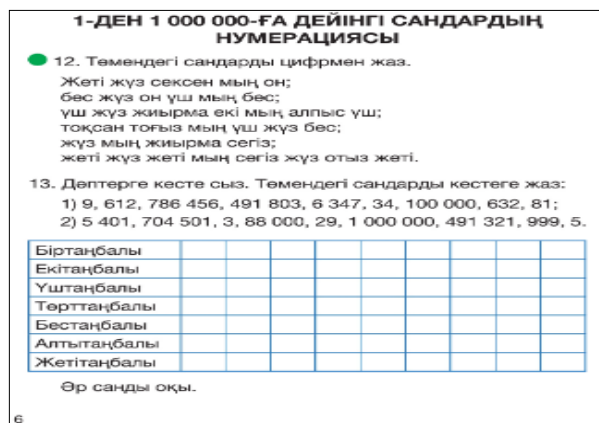 1-ДЕН 1 000 000-ҒА ДЕЙІНГІ САНДАРДЫҢ
НУМЕРАЦИЯСЫ
12. Төмендегі сандарды цифрмен жаз.
Жеті жүз сексен мың он;
бес жүз он үш мың бес;
үш жүз жиырма екі мың алпыс үш;
тоқсан тоғыз мың үш жүз бес;
жүз мың жиырма сегіз;
жеті жүз жеті мың сегіз жүз отыз жеті.
13. Дәптерге кесте сыз. Төмендегі сандарды кестеге жаз:
1) 9, 612, 786 456, 491 803, 6 347, 34, 100 000, 632, 81;
2) 5 401, 704 501, 3, 88 000, 29, 1 000 000, 491 321, 999, 5.
Біртаңбалы
Екітаңбалы
Үштаңбалы
Төрттаңбалы
Бестаңбалы
Алтытаңбалы
Жетітаңбалы
Әр санды оқы.
6